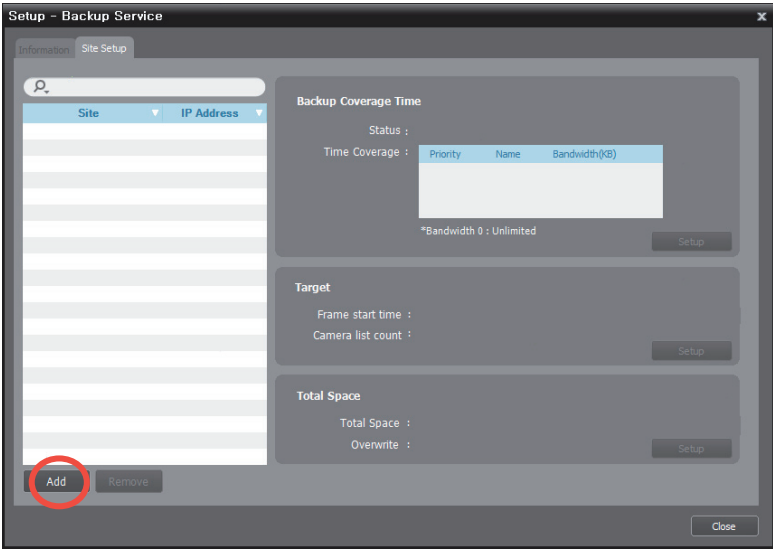 Setup - Backup Service
x
Information Site Setup
Site IP Address
Backup Coverage Time
Status :
Time Coverage :
Priority Name Bandwidth(KB)
*Bandwidth 0 : Unlimited
Setup
Target
Frame start time :
Camera list count :
Setup
Total Space
Total Space :
Overwrite :
Setup
Add Remove
Close